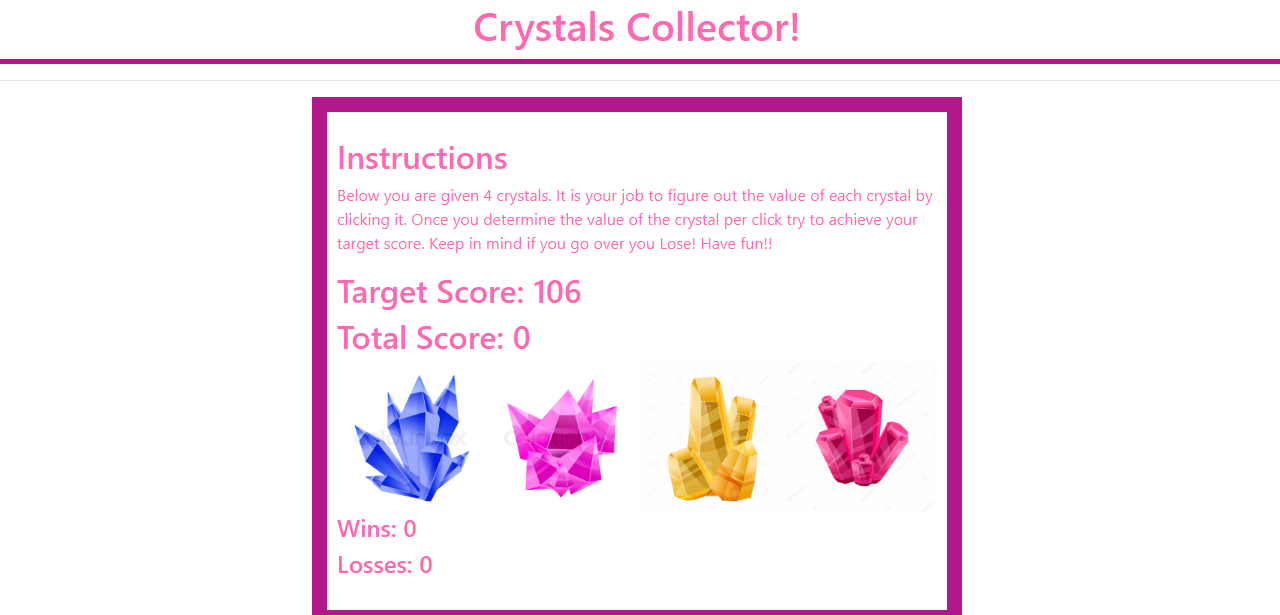 Crystals Collector!
Instructions
Below you are given 4 crystals. It is your job to figure out the value of each crystal by
clicking it. Once you determine the value of the crystal per click try to achieve your
target score. Keep in mind if you go over you Lose! Have fun!!
Target Score: 106
Total Score: 0
Wins: 0
Losses: 0